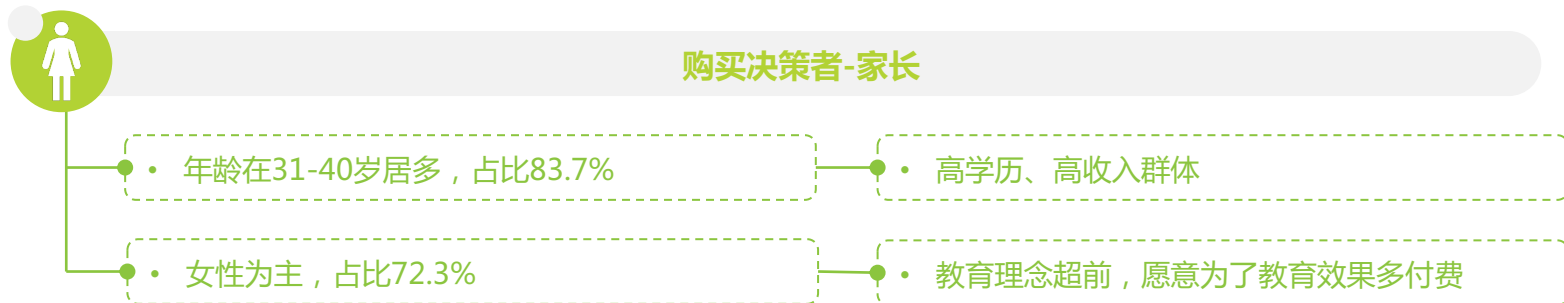 购买决策者-家长
• 年龄在31-40岁居多，占比83.7%
• 高学历、高收入群体
• 女性为主，占比72.3%
• 教育理念超前，愿意为了教育效果多付费